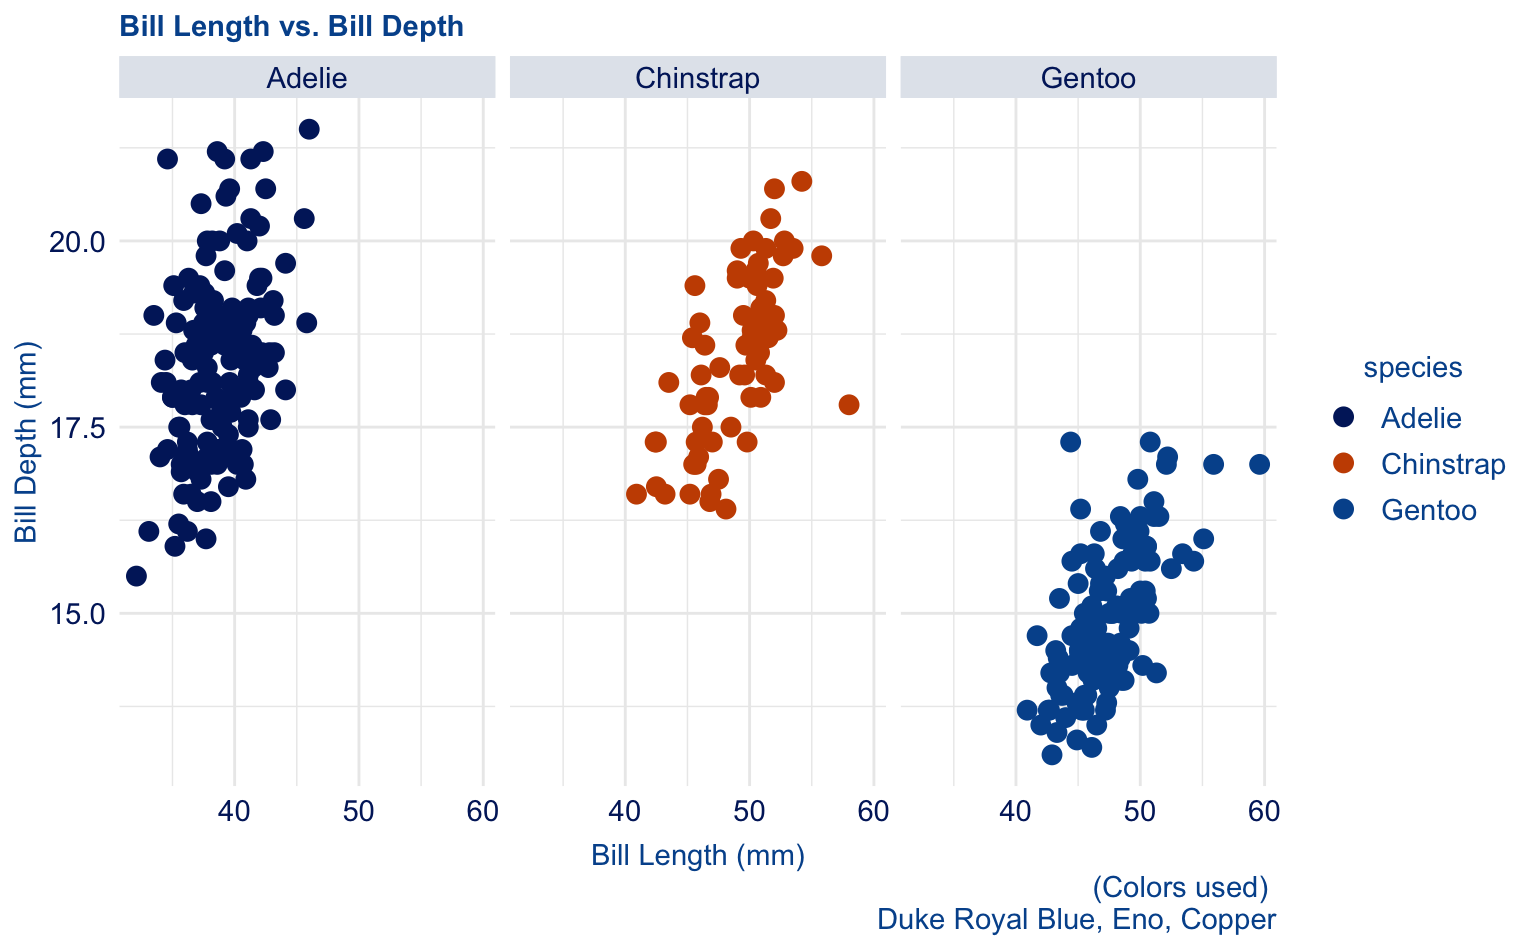 Bill Length vs. Bill Depth
Adelie
Chinstrap
Gentoo
20.0
17.5
15.0
Bill Depth (mm)
40 50 60
40 50 60
40 50 60
Bill Length (mm)
species
Adelie
Chinstrap
Gentoo
(Colors used)
Duke Royal Blue, Eno, Copper